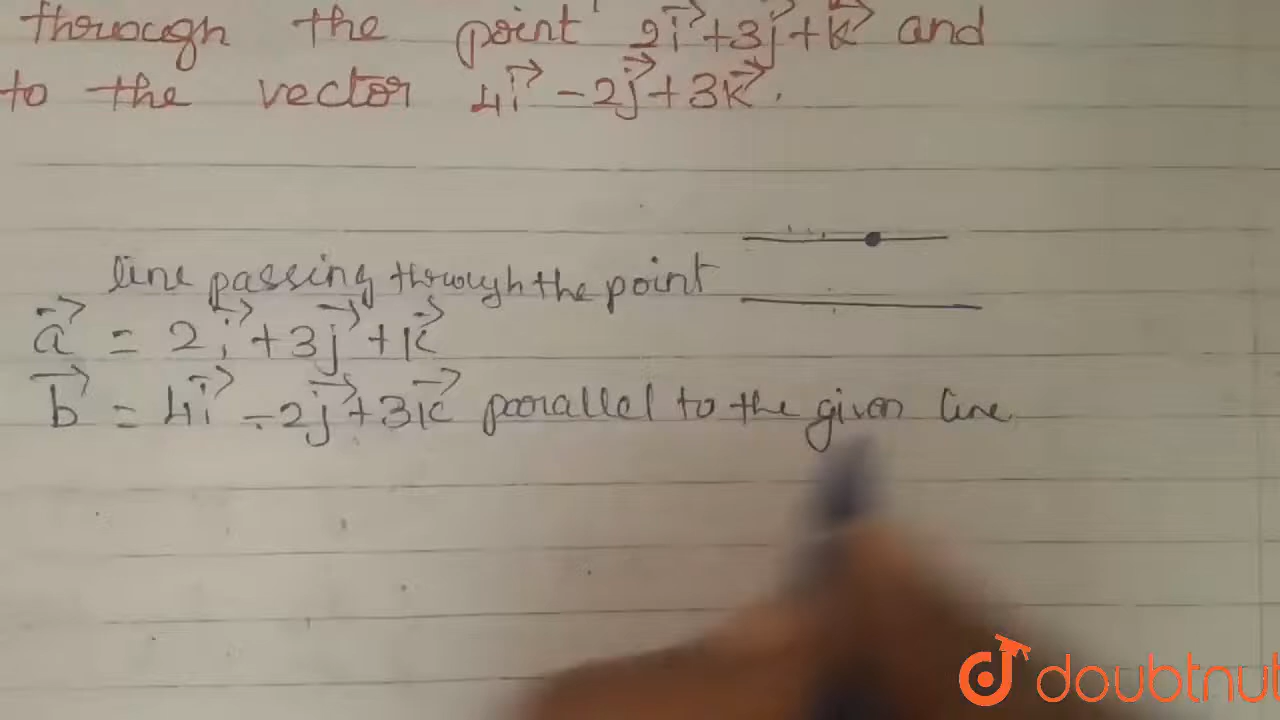 through the point 2i⃗ + 3j⃗ + k⃗ and
to the vector 4i⃗ - 2j⃗ + 3k⃗.
line passing through the point
a⃗ = 2i⃗ + 3j⃗ + k⃗
b⃗ = 4i⃗ - 2j⃗ + 3k⃗ parallel to the given line
doubtnut